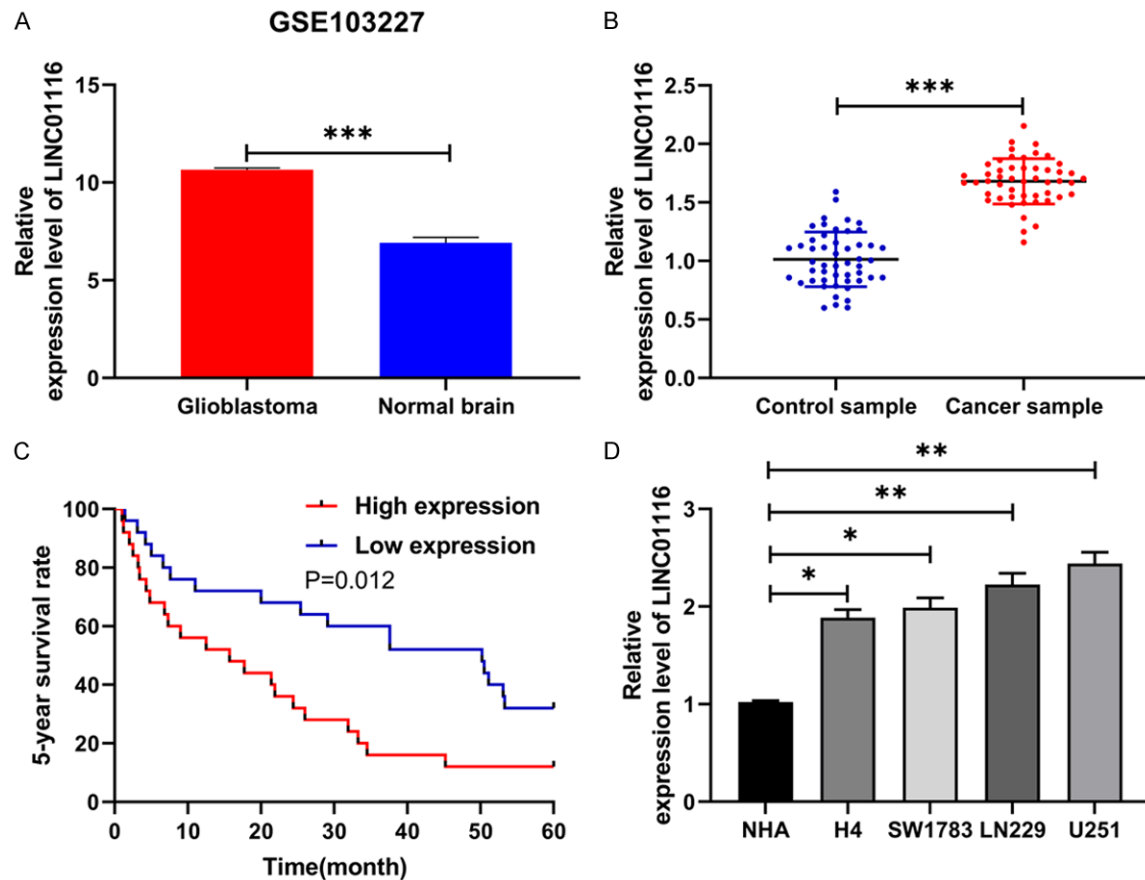 A
GSE103227
Relative
expression level of LINC01116
15
10
5
0
***
Glioblastoma
Normal brain
B
Relative
expression level of LINC01116
2.5
2.0
1.5
1.0
0.5
0.0
***
Control sample
Cancer sample
C
5-year survival rate
100
80
60
40
20
0
High expression
Low expression
P=0.012
0 10 20 30 40 50 60
Time(month)
D
Relative
expression level of LINC01116
3
2
1
0
**
**
*
*
NHA H4 SW1783 LN229 U251